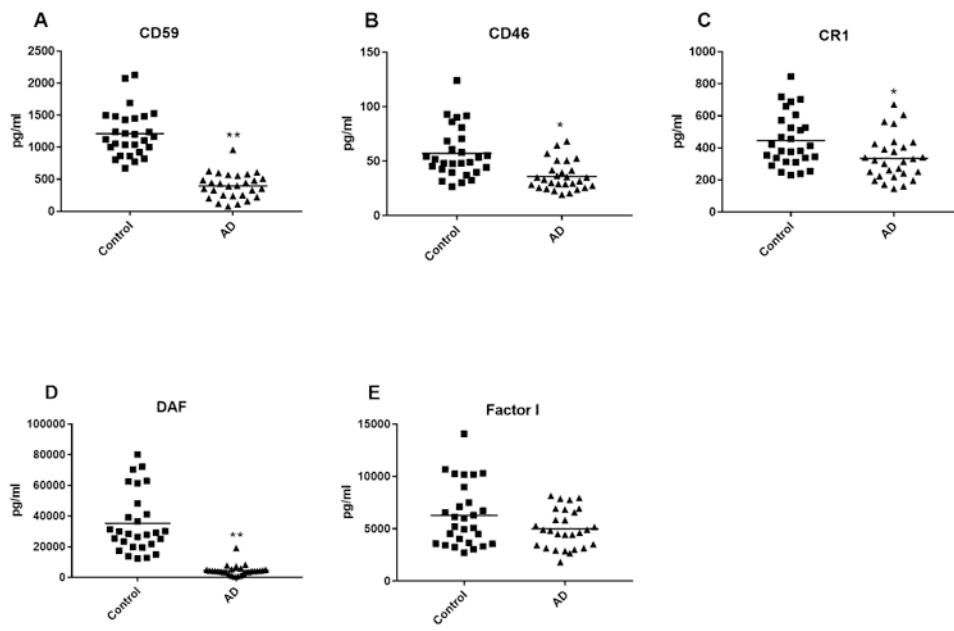 A
CD59
2500
2000
1500
1000
500
0
pg/ml
**
Control
AD
B
CD46
150
100
50
0
pg/ml
*
Control
AD
C
CR1
1000
800
600
400
200
0
pg/ml
*
Control
AD
D
DAF
100000
80000
60000
40000
20000
0
pg/ml
**
Control
AD
E
Factor I
15000
10000
5000
0
pg/ml
Control
AD